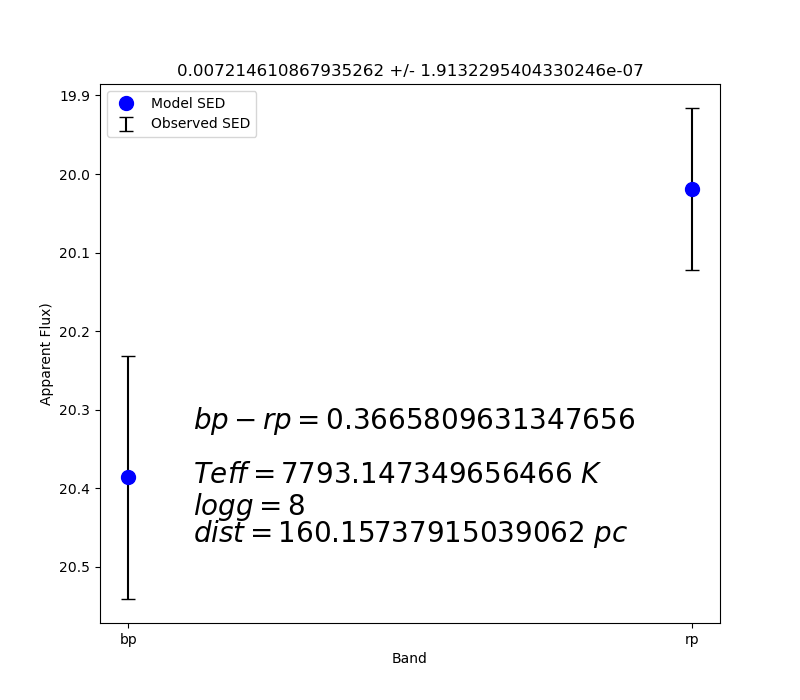 0.007214610867935262 +/- 1.9132295404330246e-07
Model SED
Observed SED
19.9
20.0
20.1
20.2
20.3
20.4
20.5
Apparent Flux)
bp − rp = 0.3665809631347656
Teff = 7793.147349656466 K
logg = 8
dist = 160.15737915039062 pc
bp
rp
Band